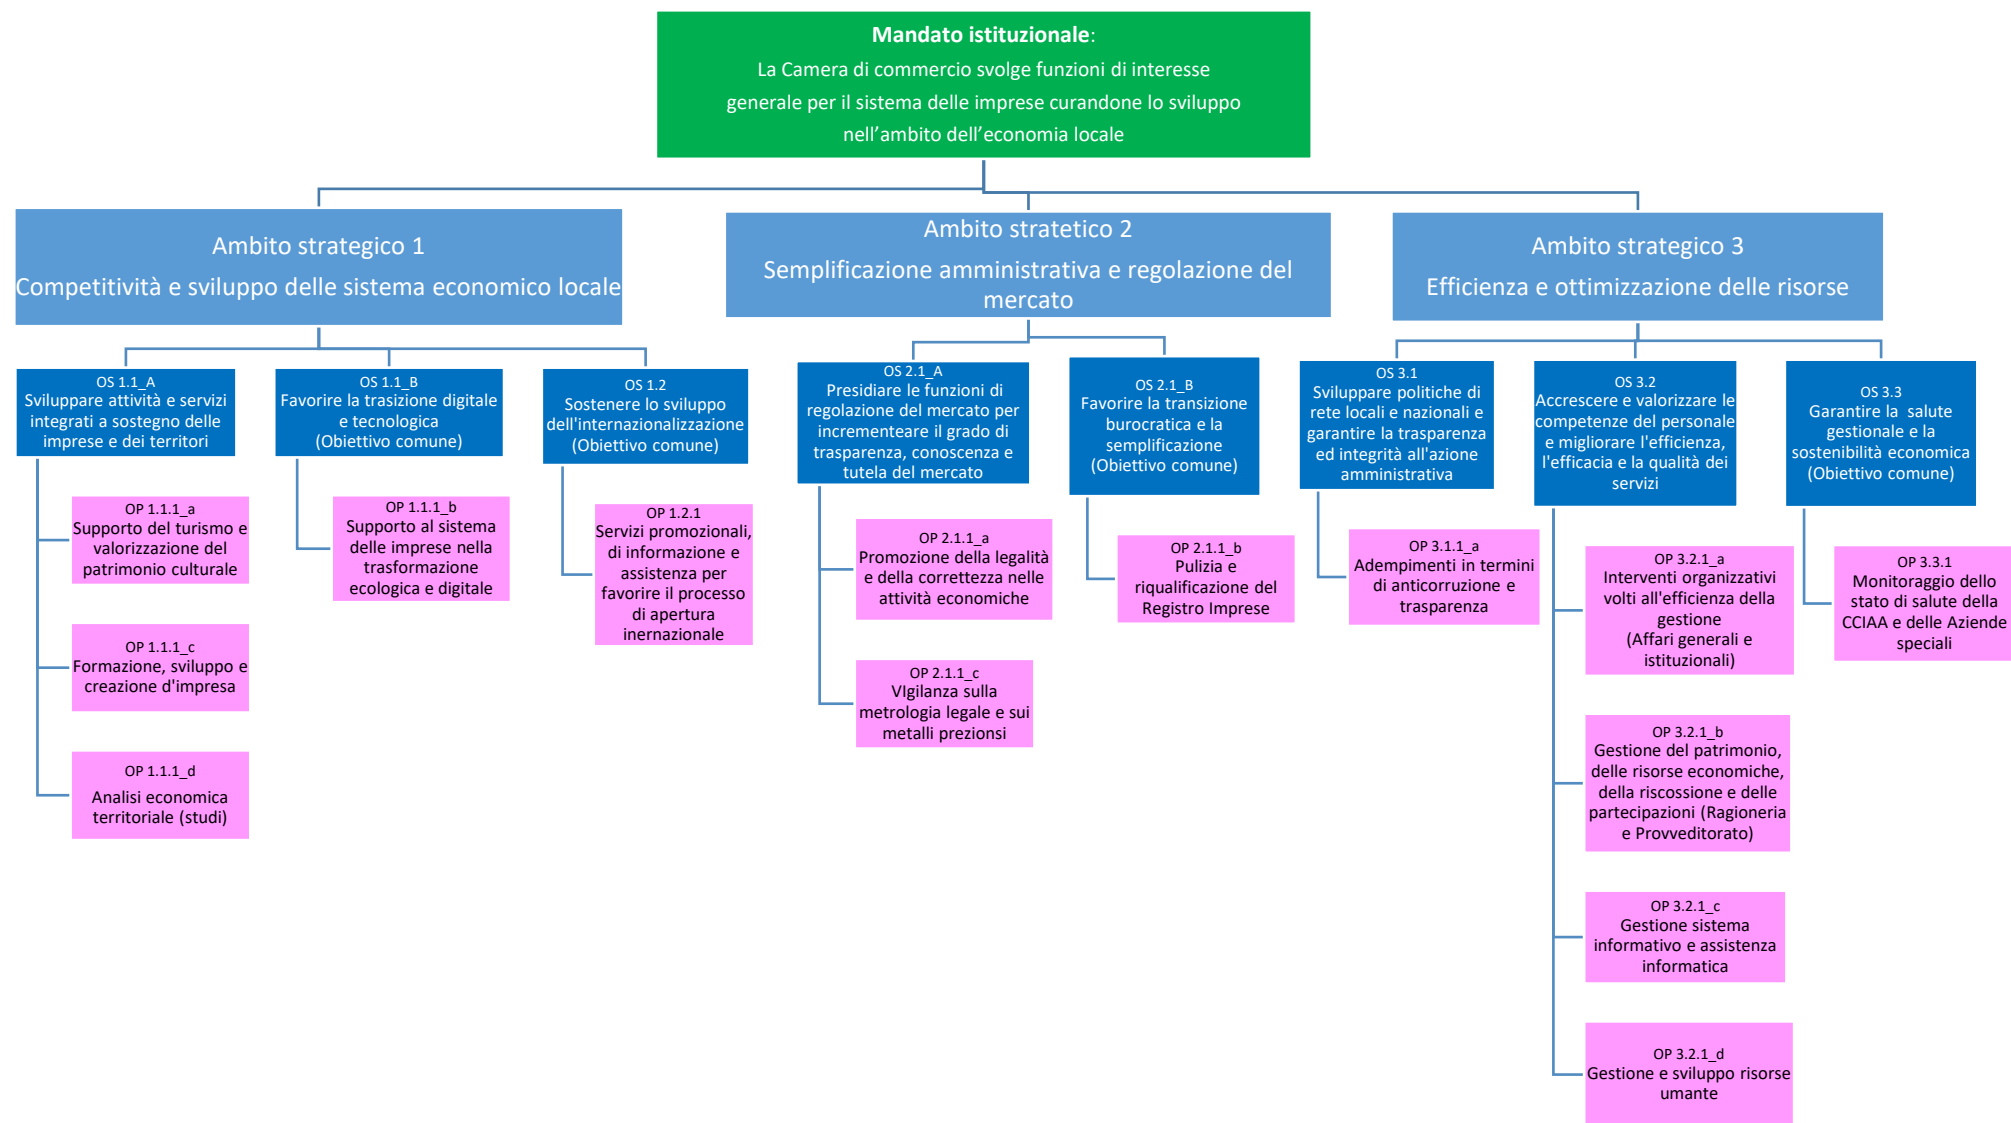 Mandato istituzionale:
La Camera di commercio svolge funzioni di interesse
generale per il sistema delle imprese curandone lo sviluppo
nell'ambito dell'economia locale
Ambito strategico 1
Competitività e sviluppo delle sistema economico locale
Ambito stratetico 2
Semplificazione amministrativa e regolazione del
mercato
Ambito strategico 3
Efficienza e ottimizzazione delle risorse
OS 1.1_A
Sviluppare attività e servizi
integrati a sostegno delle
imprese e dei territori
OS 1.1_B
Favorire la trasizione digitale
e tecnologica
(Obiettivo comune)
OS 1.2
Sostenere lo sviluppo
dell'internazionalizzazione
(Obiettivo comune)
OS 2.1_A
Presidiare le funzioni di
regolazione del mercato per
incrementeare il grado di
trasparenza, conoscenza e
tutela del mercato
OS 2.1_B
Favorire la transizione
burocratica e la
semplificazione
(Obiettivo comune)
OS 3.1
Sviluppare politiche di
rete locali e nazionali e
garantire la trasparenza
ed integrità all'azione
amministrativa
OS 3.2
Accrescere e valorizzare le
competenze del personale
e migliorare l'efficienza,
l'efficacia e la qualità dei
servizi
OS 3.3
Garantire la salute
gestionale e la
sostenibilità economica
(Obiettivo comune)
OP 1.1.1_a
Supporto del turismo e
valorizzazione del
patrimonio culturale
OP 1.1.1_c
Formazione, sviluppo e
creazione d'impresa
OP 1.1.1_d
Analisi economica
territoriale (studi)
OP 1.1.1_b
Supporto al sistema
delle imprese nella
trasformazione
ecologica e digitale
OP 1.2.1
Servizi promozionali,
di informazione e
assistenza per
favorire il processo
di apertura
inernazionale
OP 2.1.1_a
Promozione della legalità
e della correttezza nelle
attività economiche
OP 2.1.1_c
VIgilanza sulla
metrologia legale e sui
metalli prezionsi
OP 2.1.1_b
Pulizia e
riqualificazione del
Registro Imprese
OP 3.1.1_a
Adempimenti in termini
di anticorruzione e
trasparenza
OP 3.2.1_a
Interventi organizzativi
volti all'efficienza della
gestione
(Affari generali e
istituzionali)
OP 3.2.1_b
Gestione del patrimonio,
delle risorse economiche,
della riscossione e delle
partecipazioni (Ragioneria
e Provveditorato)
OP 3.2.1_c
Gestione sistema
informativo e assistenza
informatica
OP 3.2.1_d
Gestione e sviluppo risorse
umante
OP 3.3.1
Monitoraggio dello
stato di salute della
CCIAA e delle Aziende
speciali